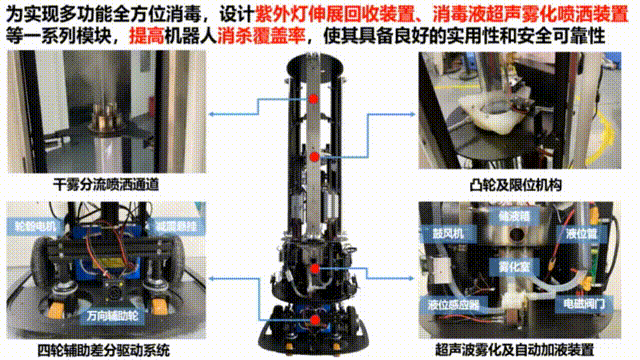 为实现多功能全方位消毒，设计紫外灯伸展回收装置、消毒液超声雾化喷洒装置
等一系列模块，提高机器人消杀覆盖率，使其具备良好的实用性和安全可靠性
干雾分流喷洒通道
凸轮及限位机构
轮毂电机
减震悬挂
万向辅助轮
四轮辅助差分驱动系统
储液箱
鼓风机
液位管
雾化室
液位感应器
电磁阀门
超声波雾化及自动加液装置